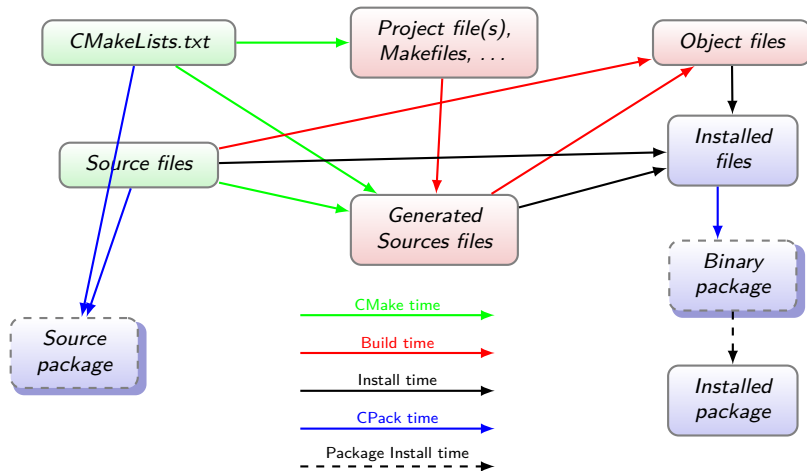 CMakeLists.txt
Project file(s),
Makefiles, . . .
Object files
Source files
Installed
files
Generated
Sources files
Binary
package
Source
package
Installed
package
CMake time
Build time
Install time
CPack time
Package Install time